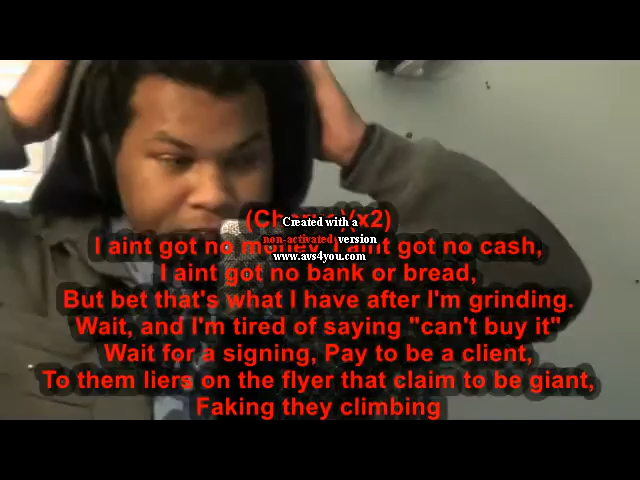 (Chorus)(x2)
Created with a
non-activated version
www.avs4you.com
I aint got no money, I aint got no cash,
I aint got no bank or bread,
But bet that's what I have after I'm grinding.
Wait, and I'm tired of saying "can't buy it"
Wait for a signing, Pay to be a client,
To them liers on the flyer that claim to be giant,
Faking they climbing